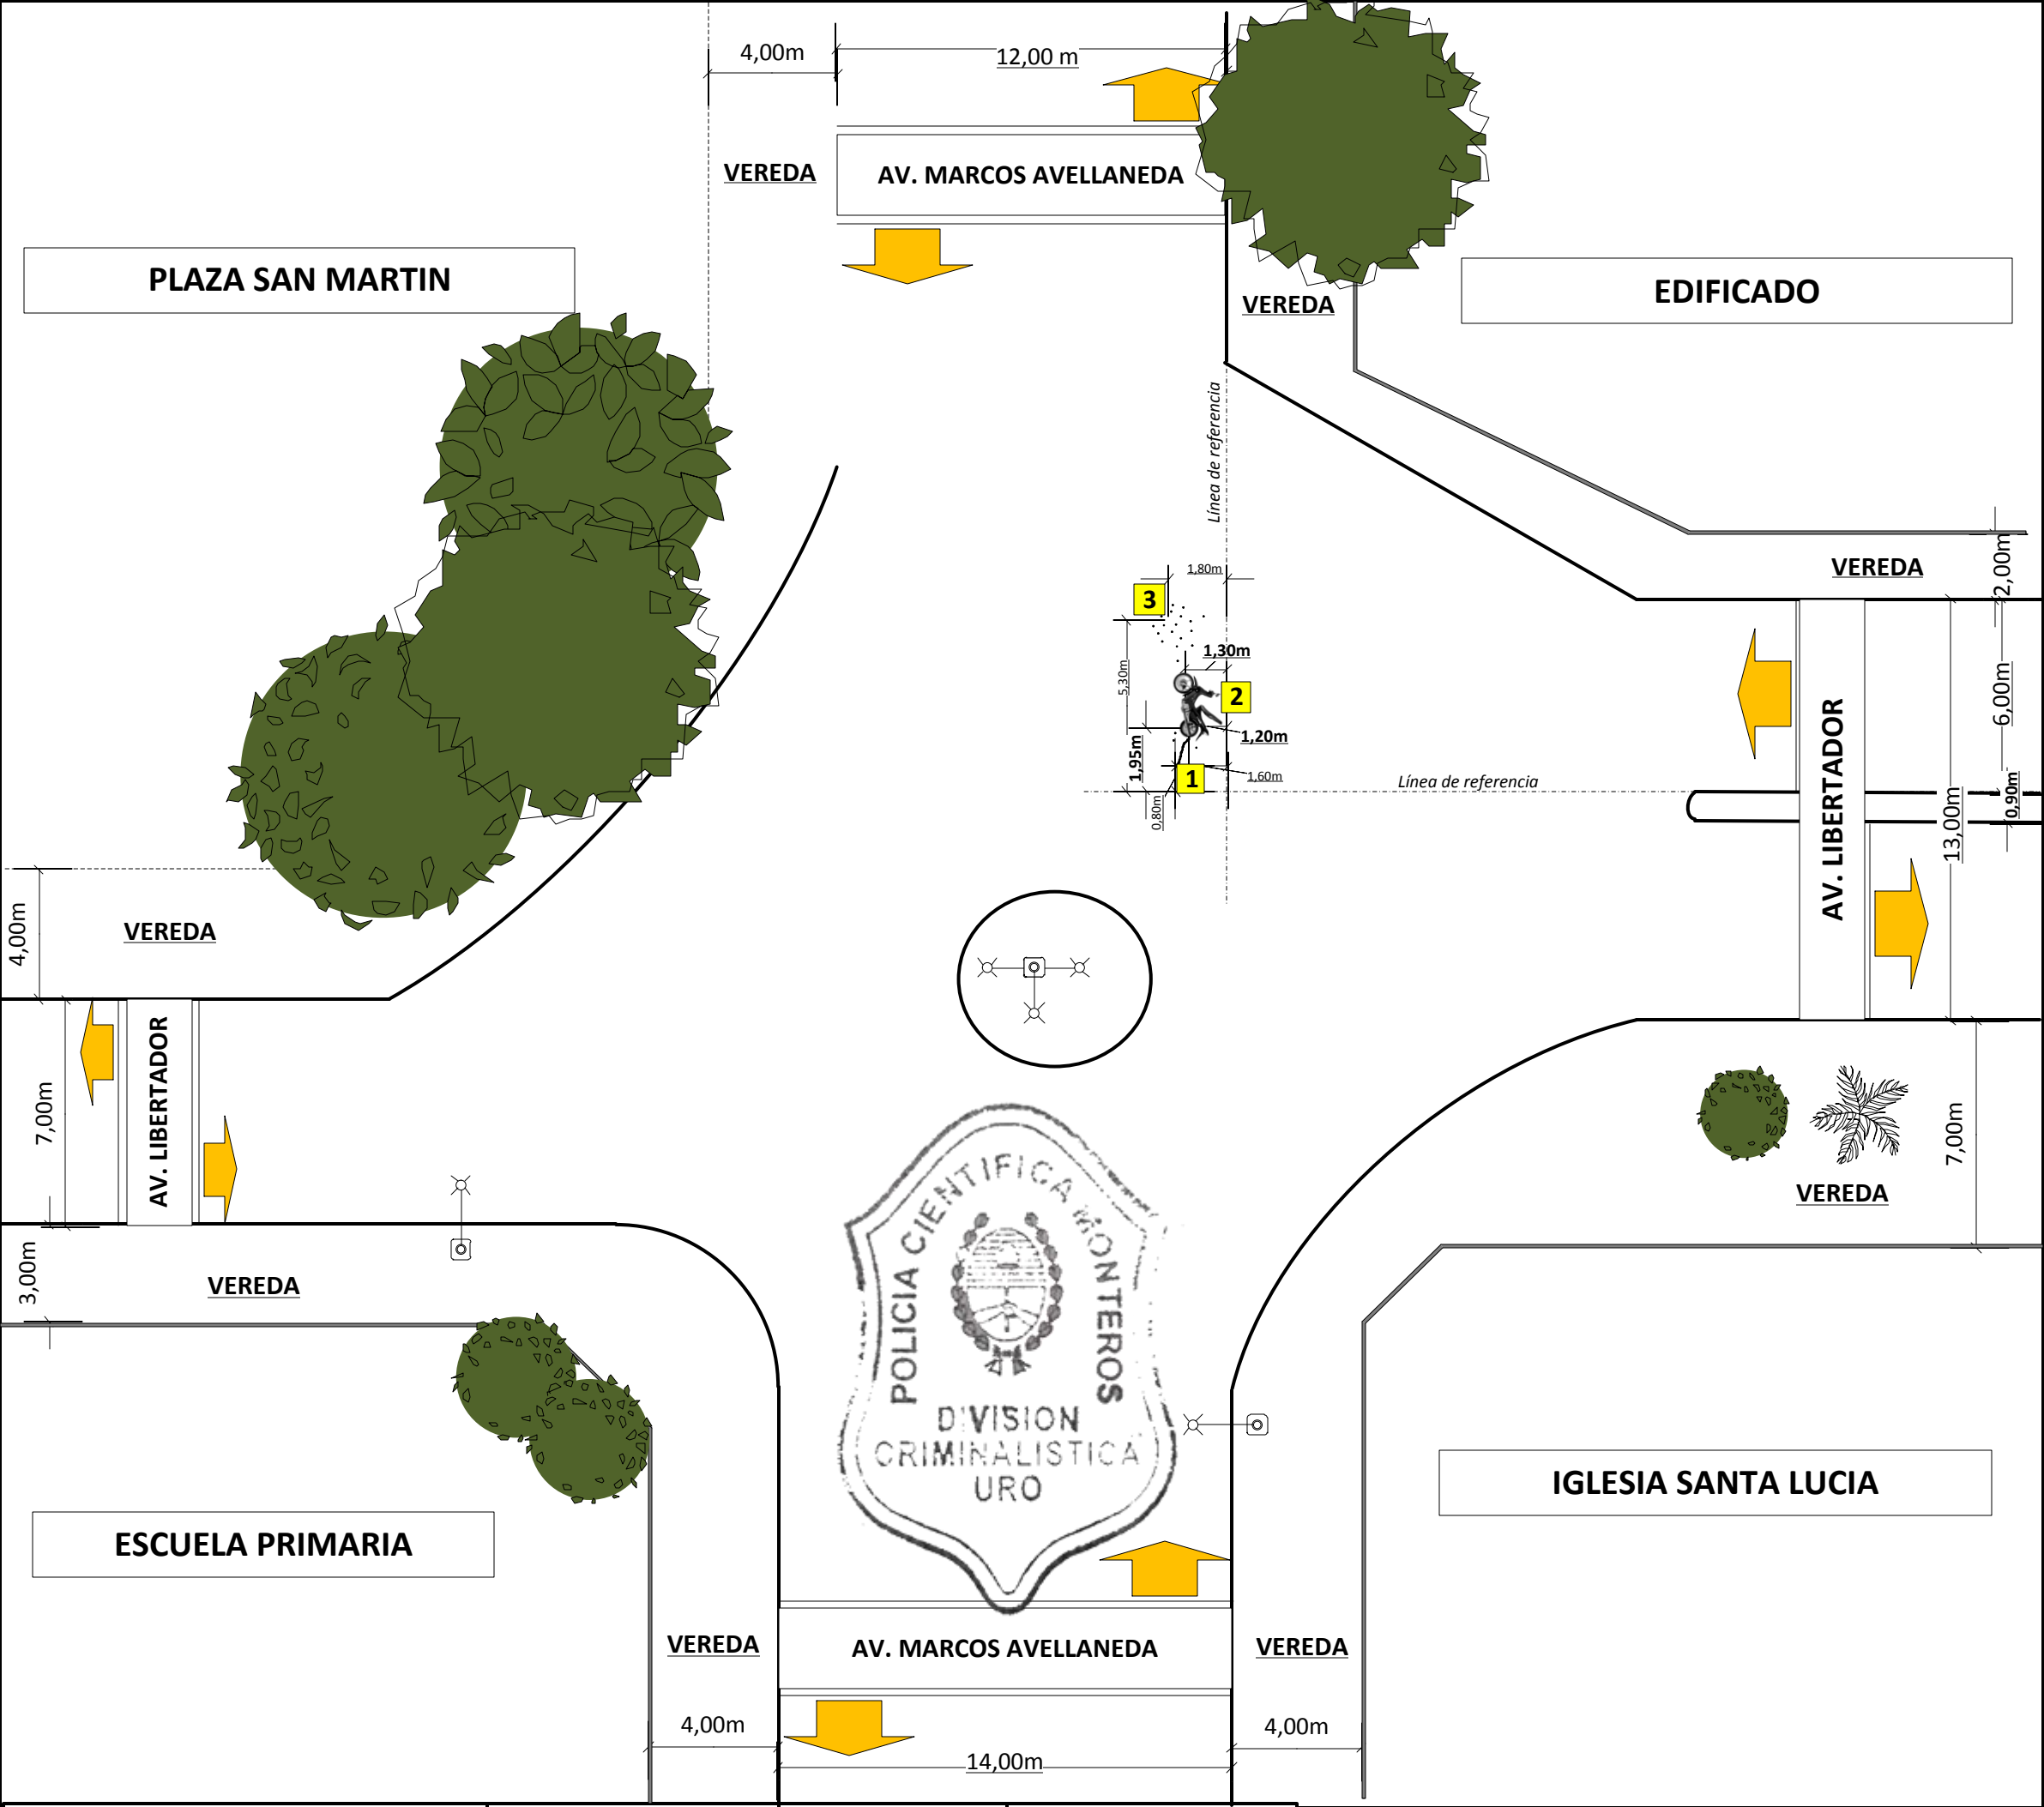 4,00m
12,00 m
VEREDA
AV. MARCOS AVELLANEDA
PLAZA SAN MARTIN
EDIFICADO
VEREDA
Línea de referencia
VEREDA
2,00m
1,80m
3
1,30m
5,30m
2
6,00m
AV. LIBERTADOR
1,20m
1,95m
1
1,60m
Línea de referencia
0,80m
0,90m
13,00m
4,00m
VEREDA
7,00m
AV. LIBERTADOR
7,00m
VEREDA
3,00m
VEREDA
POLICIA CIENTIFICA MONTEROS
DIVISION
CRIMINALISTICA
URO
IGLESIA SANTA LUCIA
ESCUELA PRIMARIA
VEREDA
AV. MARCOS AVELLANEDA
VEREDA
4,00m
4,00m
14,00m